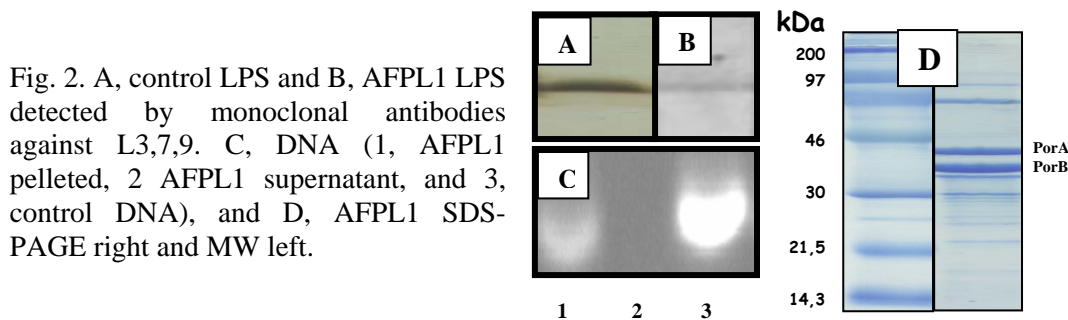 Fig. 2. A, control LPS and B, AFPL1 LPS
detected by monoclonal antibodies
against L3,7,9. C, DNA (1, AFPL1
pelleted, 2 AFPL1 supernatant, and 3,
control DNA), and D, AFPL1 SDS-
PAGE right and MW left.
A
B
C
1 2 3
kDa
200
97
46
30
21,5
14,3
D
PorA
PorB